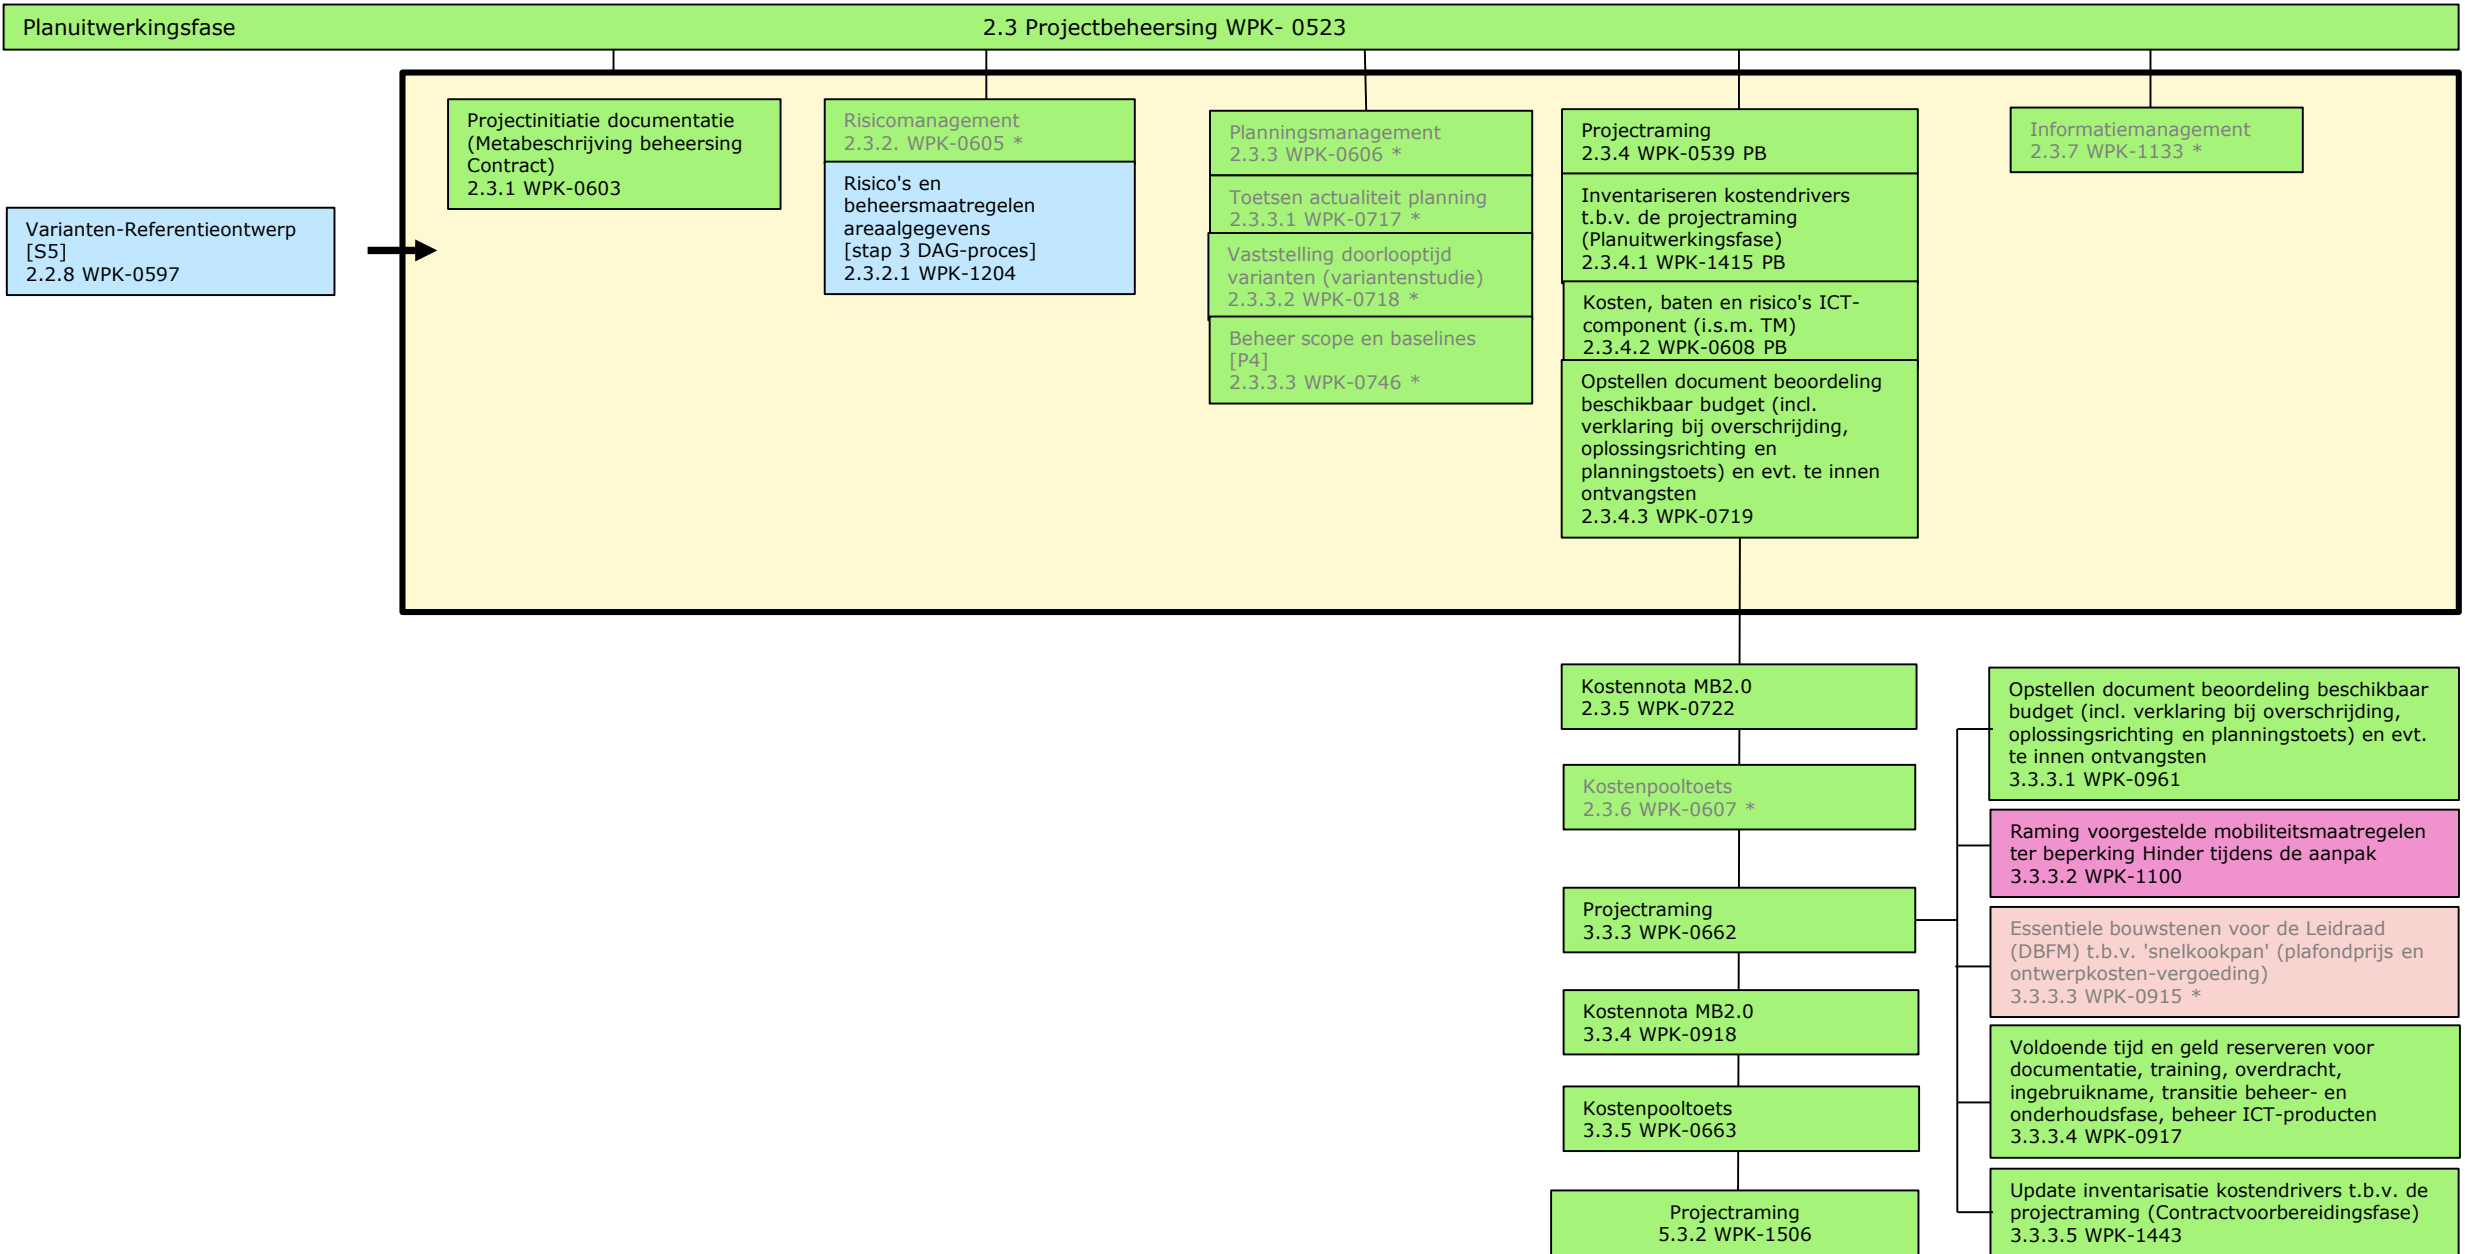 Planuitwerkingsfase
2.3 Projectbeheersing WPK- 0523
Varianten-Referentieontwerp
[S5]
2.2.8 WPK-0597
Projectinitiatie documentatie
(Metabeschrijving beheersing
Contract)
2.3.1 WPK-0603
Risicomanagement
2.3.2. WPK-0605 *
Risico's en
beheersmaatregelen
areaalgegevens
[stap 3 DAG-proces]
2.3.2.1 WPK-1204
Planningsmanagement
2.3.3 WPK-0606 *
Toetsen actualiteit planning
2.3.3.1 WPK-0717 *
Vaststelling doorlooptijd
varianten (variantenstudie)
2.3.3.2 WPK-0718 *
Beheer scope en baselines
[P4]
2.3.3.3 WPK-0746 *
Projectraming
2.3.4 WPK-0539 PB
Inventariseren kostendrivers
t.b.v. de projectraming
(Planuitwerkingsfase)
2.3.4.1 WPK-1415 PB
Kosten, baten en risico's ICT-
component (i.s.m. TM)
2.3.4.2 WPK-0608 PB
Opstellen document beoordeling
beschikbaar budget (incl.
verklaring bij overschrijding,
oplossingsrichting en
planningstoets) en evt. te innen
ontvangsten
2.3.4.3 WPK-0719
Informatiemanagement
2.3.7 WPK-1133 *
Kostennota MB2.0
2.3.5 WPK-0722
Kostenpooltoets
2.3.6 WPK-0607 *
Projectraming
3.3.3 WPK-0662
Kostennota MB2.0
3.3.4 WPK-0918
Kostenpooltoets
3.3.5 WPK-0663
Projectraming
5.3.2 WPK-1506
Opstellen document beoordeling beschikbaar
budget (incl. verklaring bij overschrijding,
oplossingsrichting en planningstoets) en evt.
te innen ontvangsten
3.3.3.1 WPK-0961
Raming voorgestelde mobiliteitsmaatregelen
ter beperking Hinder tijdens de aanpak
3.3.3.2 WPK-1100
Essentiele bouwstenen voor de Leidraad
(DBFM) t.b.v. 'snelkookpan' (plafondprijs en
ontwerpkosten-vergoeding)
3.3.3.3 WPK-0915 *
Voldoende tijd en geld reserveren voor
documentatie, training, overdracht,
ingebruikname, transitie beheer- en
onderhoudsfase, beheer ICT-producten
3.3.3.4 WPK-0917
Update inventarisatie kostendrivers t.b.v. de
projectraming (Contractvoorbereidingsfase)
3.3.3.5 WPK-1443